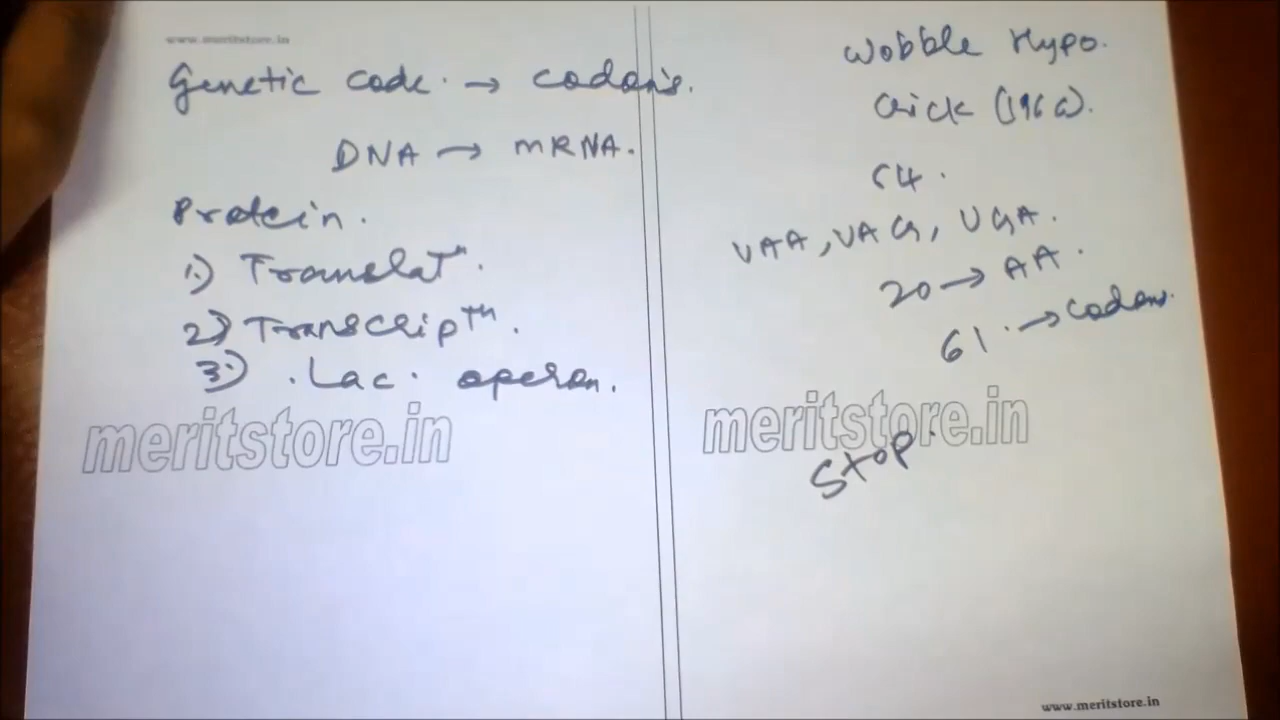 www.meritstore.in
Genetic code. → codon's.
DNA → mRNA.
Protein.
1) Translatn.
2) Transcriptn.
3) .Lac. operon.
meritstore.in
Wobble Hypo.
Crick (1966).
64.
UAA, UAG, UGA.
20 → AA.
61. → codons.
meritstore.in
Stop.
www.meritstore.in